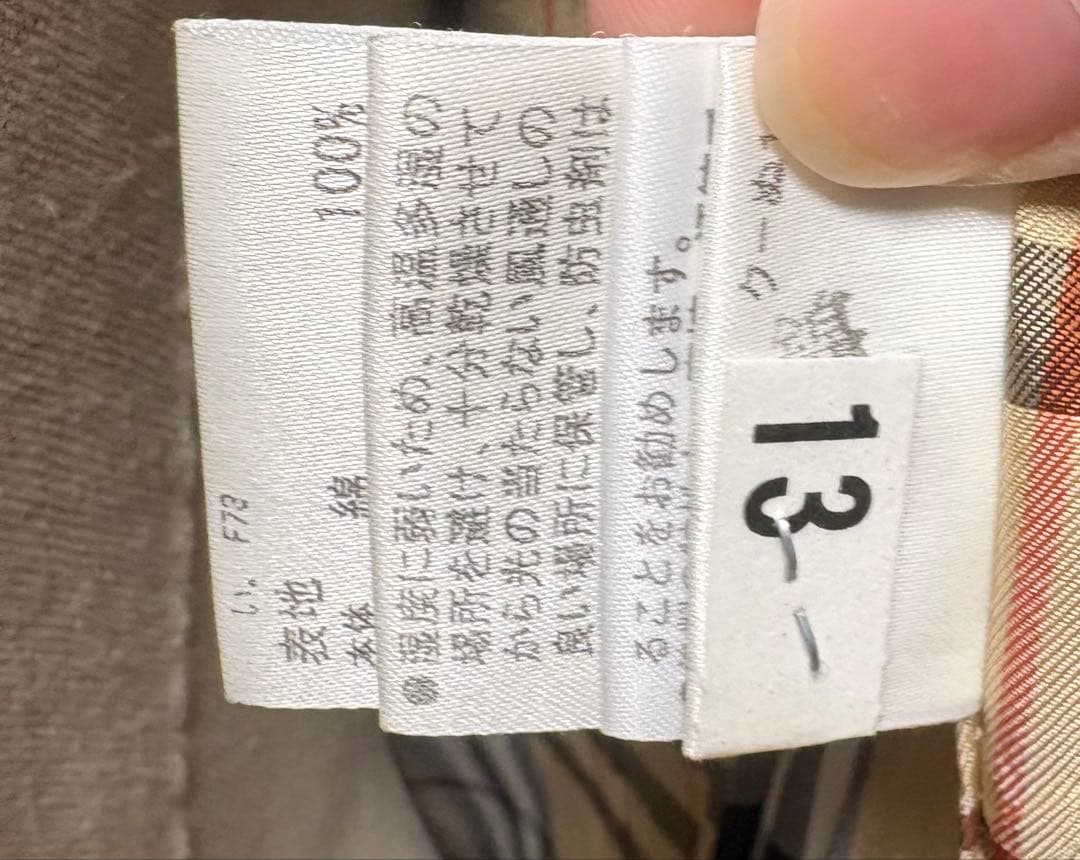 い。 F73
表地
本体 綿 100%
●湿度に弱いため、高温多湿の
場所を避け、十分乾燥させて
から光の当たらない風通しの
良い場所に保管し、防虫剤は
ることをお勧めします。
13